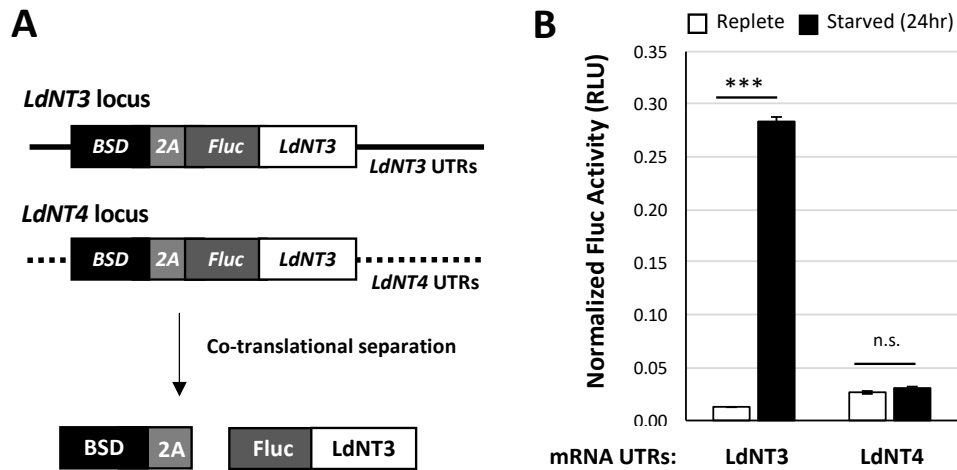 A
LdNT3 locus
BSD 2A Fluc LdNT3
LdNT3 UTRs
LdNT4 locus
BSD 2A Fluc LdNT3
LdNT4 UTRs
Co-translational separation
BSD 2A Fluc LdNT3
B
Replete Starved (24hr)
Normalized Fluc Activity (RLU)
0.35
0.30
0.25
0.20
0.15
0.10
0.05
0.00
***
n.s.
mRNA UTRs: LdNT3 LdNT4